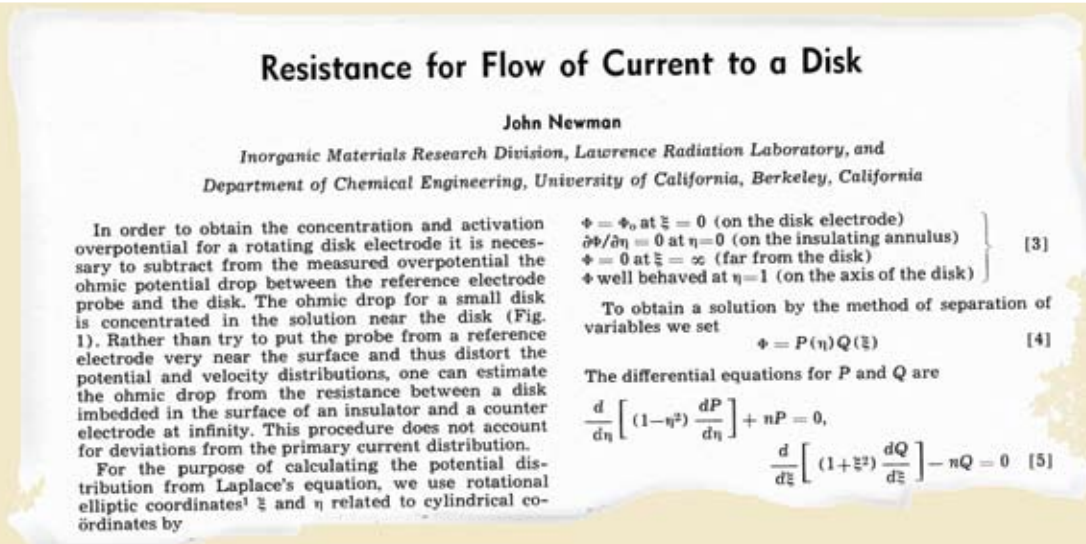 Resistance for Flow of Current to a Disk
John Newman
Inorganic Materials Research Division, Lawrence Radiation Laboratory, and
Department of Chemical Engineering, University of California, Berkeley, California
In order to obtain the concentration and activation
overpotential for a rotating disk electrode it is neces-
sary to subtract from the measured overpotential the
ohmic potential drop between the reference electrode
probe and the disk. The ohmic drop for a small disk
is concentrated in the solution near the disk (Fig.
1). Rather than try to put the probe from a reference
electrode very near the surface and thus distort the
potential and velocity distributions, one can estimate
the ohmic drop from the resistance between a disk
imbedded in the surface of an insulator and a counter
electrode at infinity. This procedure does not account
for deviations from the primary current distribution.
For the purpose of calculating the potential dis-
tribution from Laplace's equation, we use rotational
elliptic coordinates¹ ξ and η related to cylindrical co-
ördinates by
Φ = Φₒ at ξ = 0 (on the disk electrode)
∂Φ/∂η = 0 at η=0 (on the insulating annulus)
Φ = 0 at ξ = ∞ (far from the disk)
Φ well behaved at η=1 (on the axis of the disk)
[3]
To obtain a solution by the method of separation of
variables we set
Φ = P(η)Q(ξ) [4]
The differential equations for P and Q are
d/dη [ (1−η²) dP/dη ] + nP = 0,
d/dξ [ (1+ξ²) dQ/dξ ] − nQ = 0 [5]